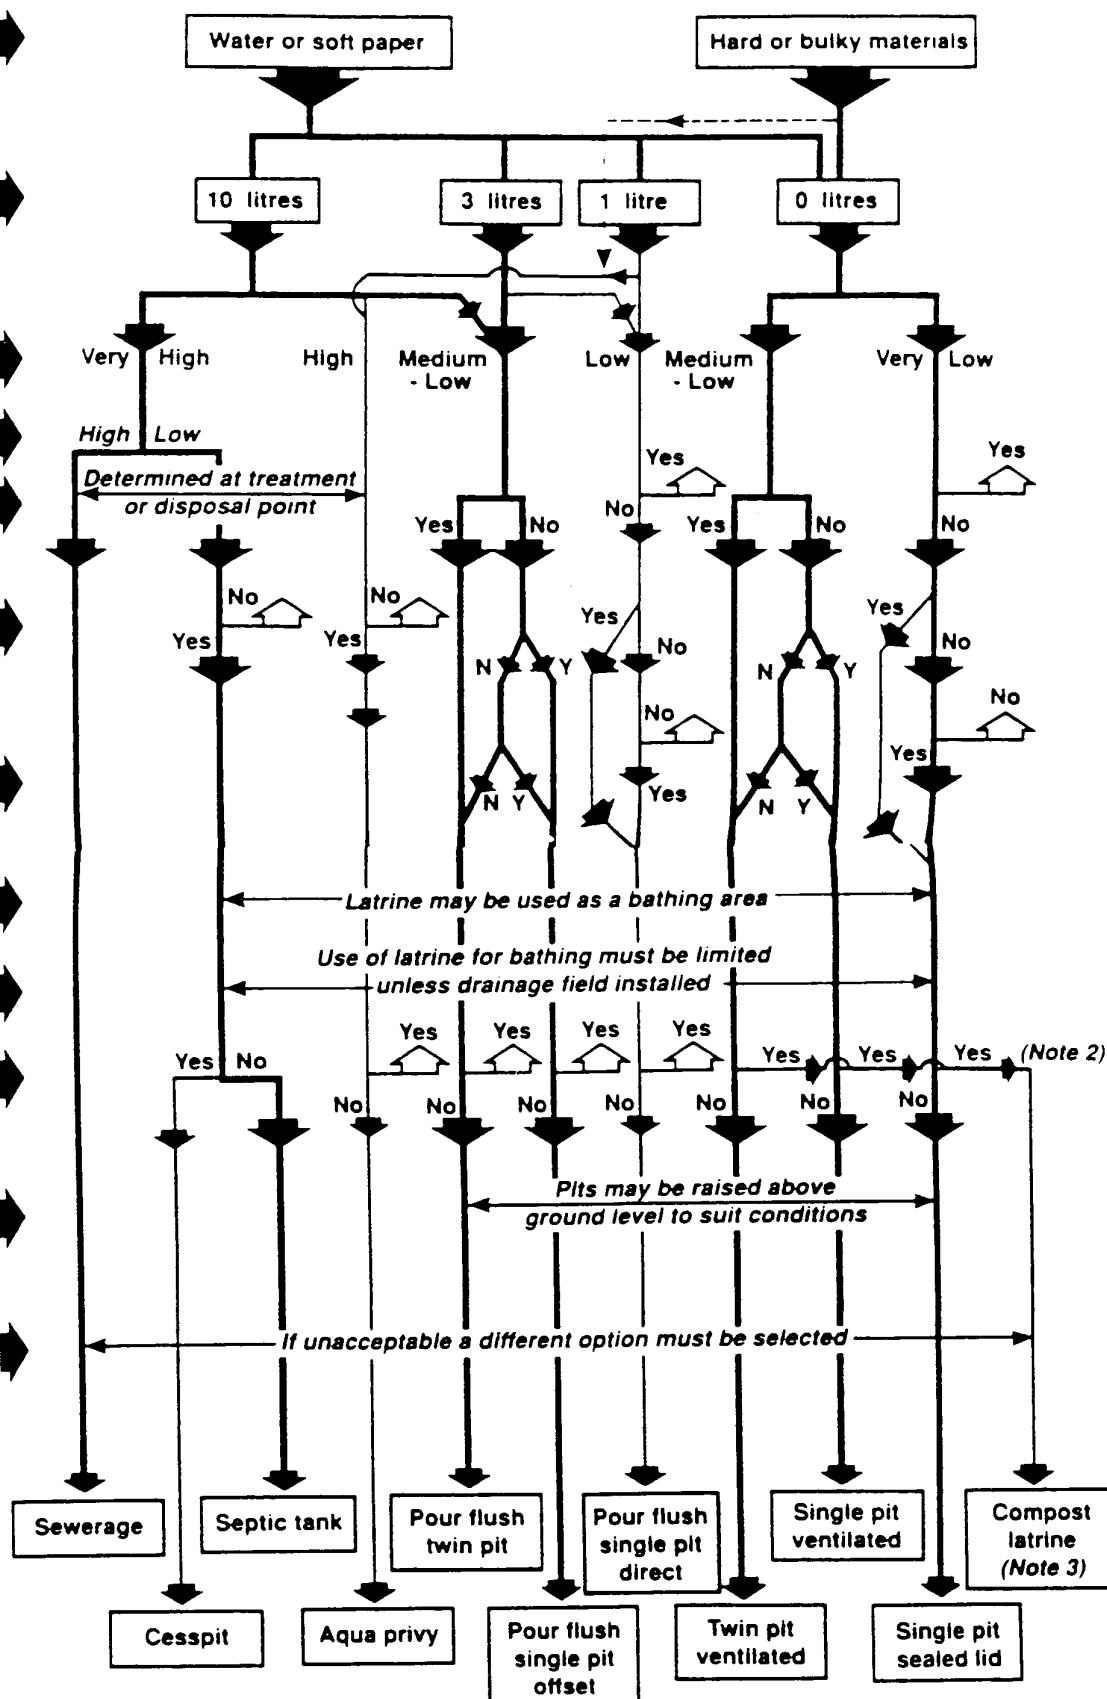 Water or soft paper
Hard or bulky materials
10 litres
3 litres
1 litre
0 litres
Very High
High
Medium
- Low
Low
Medium
- Low
Very Low
High Low
Yes
Yes
Determined at treatment
or disposal point
No
Yes
No
Yes
No
No
No
No
Yes
Yes
Yes
Yes
No
No
N
Y
N
Y
No
No
Yes
N
Y
Yes
N
Y
Latrine may be used as a bathing area
Use of latrine for bathing must be limited
unless drainage field installed
Yes
Yes
Yes
Yes
Yes No
Yes
Yes
Yes
(Note 2)
No
No
No
No
No
No
No
Pits may be raised above
ground level to suit conditions
If unacceptable a different option must be selected
Sewerage
Septic tank
Pour flush
twin pit
Pour flush
single pit
direct
Single pit
ventilated
Compost
latrine
(Note 3)
Cesspit
Aqua privy
Pour flush
single pit
offset
Twin pit
ventilated
Single pit
sealed lid